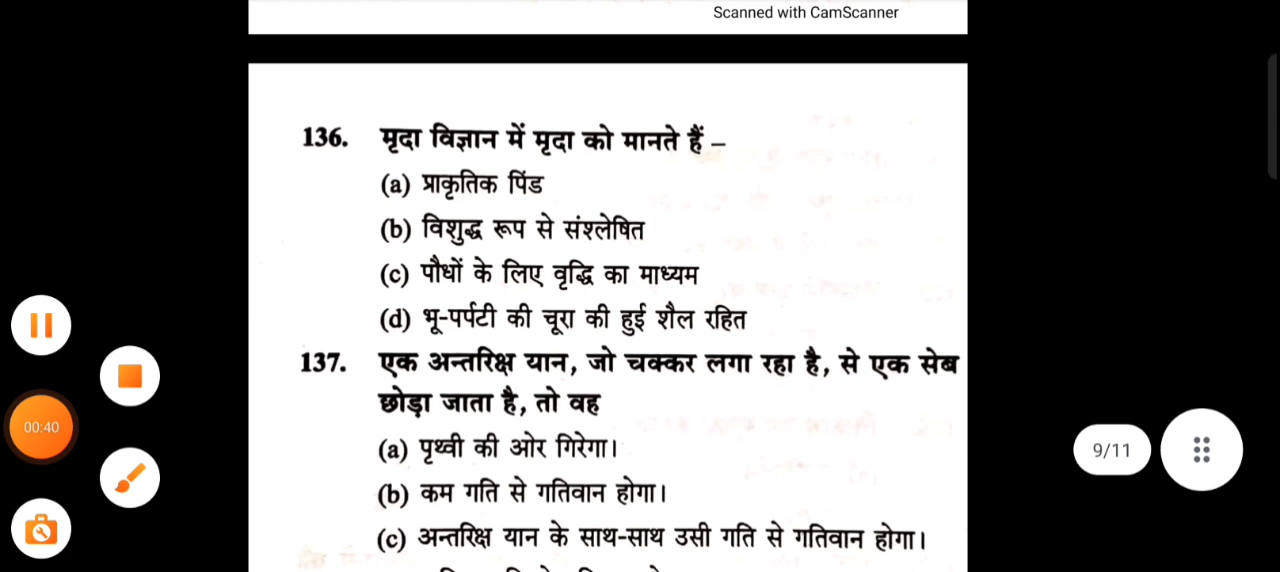 Scanned with CamScanner
136. मृदा विज्ञान में मृदा को मानते हैं –
(a) प्राकृतिक पिंड
(b) विशुद्ध रूप से संश्लेषित
(c) पौधों के लिए वृद्धि का माध्यम
(d) भू-पर्पटी की चूरा की हुई शैल रहित
137. एक अन्तरिक्ष यान, जो चक्कर लगा रहा है, से एक सेब
छोड़ा जाता है, तो वह
(a) पृथ्वी की ओर गिरेगा।
(b) कम गति से गतिवान होगा।
(c) अन्तरिक्ष यान के साथ-साथ उसी गति से गतिवान होगा।
00:40
9/11